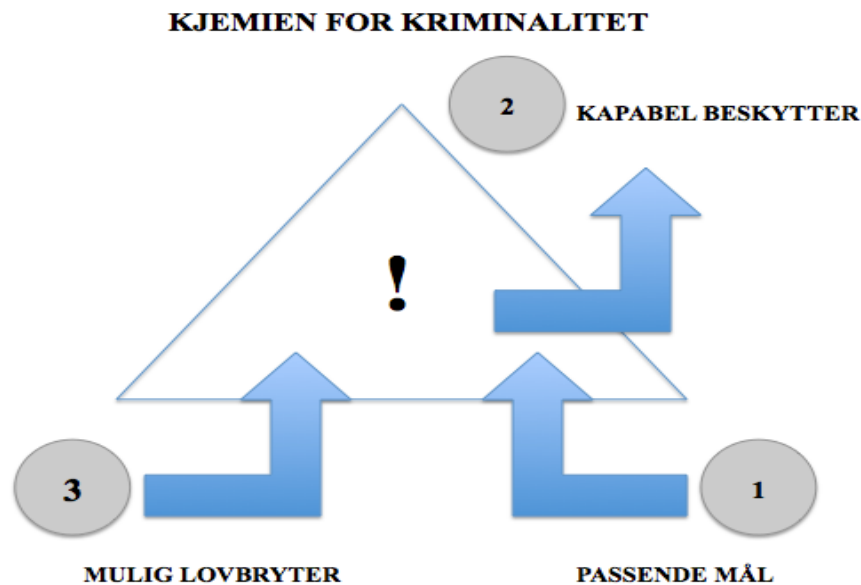 KJEMIEN FOR KRIMINALITET
2
KAPABEL BESKYTTER
!
3
1
MULIG LOVBRYTER
PASSENDE MÅL